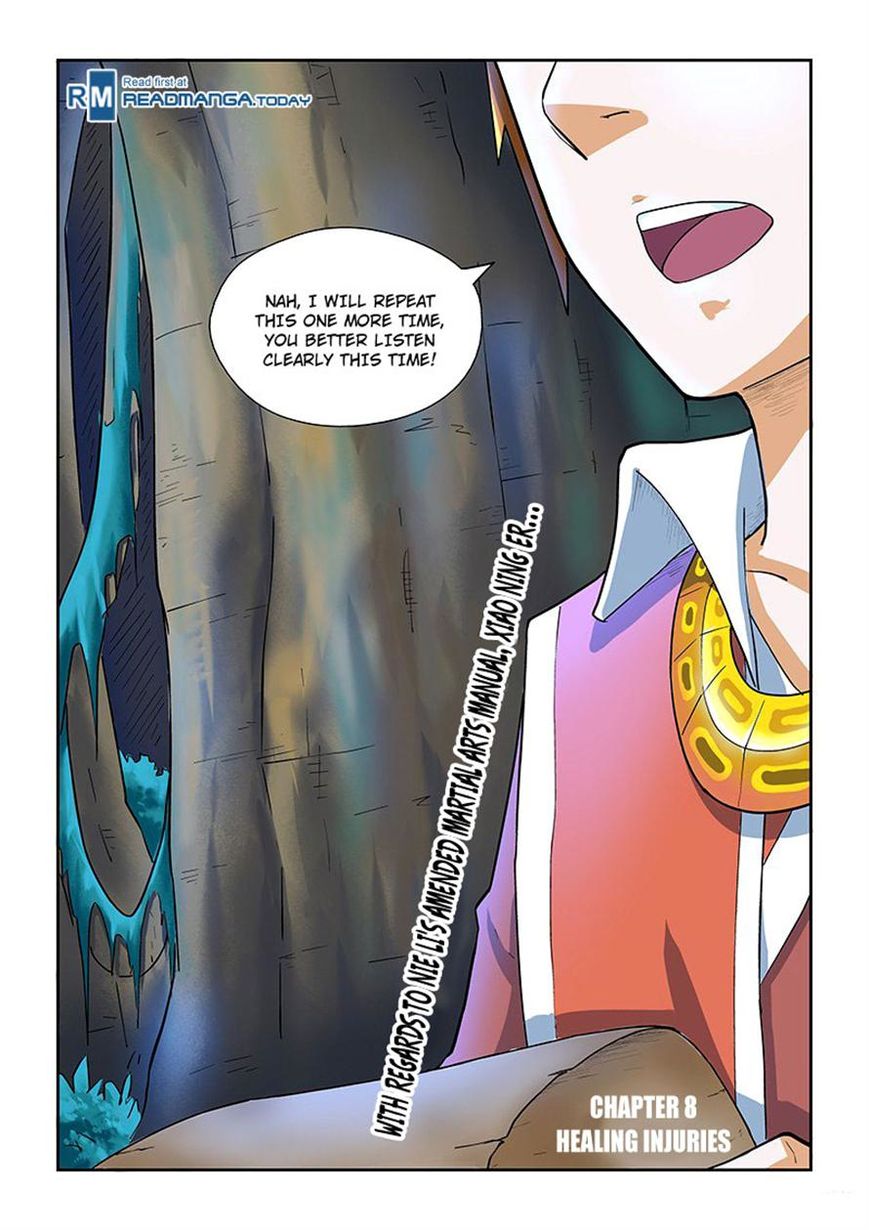 RM Read first at
READMANGA.TODAY
NAH, I WILL REPEAT
THIS ONE MORE TIME,
YOU BETTER LISTEN
CLEARLY THIS TIME!
WITH REGARDS TO NIE LI'S AMENDED MARTIAL ARTS MANUAL, XIAO NING ER...
CHAPTER 8
HEALING INJURIES